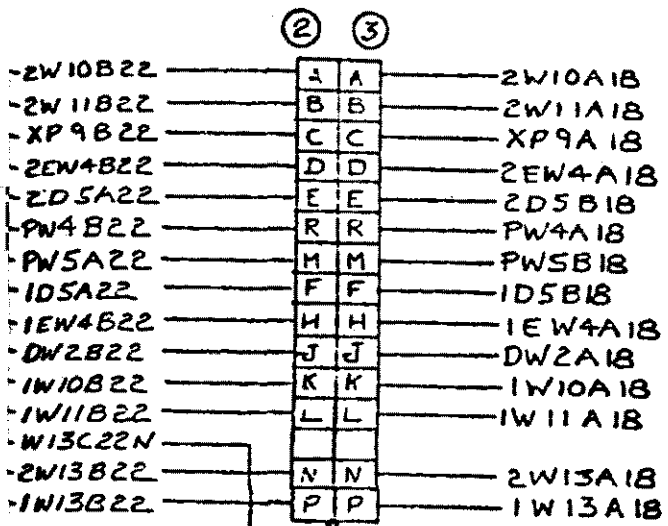 2 3
2W10B22 A A 2W10A18
2W11B22 B B 2W11A18
XP9B22 C C XP9A18
2EW4B22 D D 2EW4A18
2D5A22 E E 2D5B18
PW4B22 R R PW4A18
PW5A22 M M PW5B18
1D5A22 F F 1D5B18
1EW4B22 H H 1EW4A18
DW2B22 J J DW2A18
1W10B22 K K 1W10A18
1W11B22 L L 1W11A18
W13C22N
2W13B22 N N 2W13A18
1W13B22 P P 1W13A18